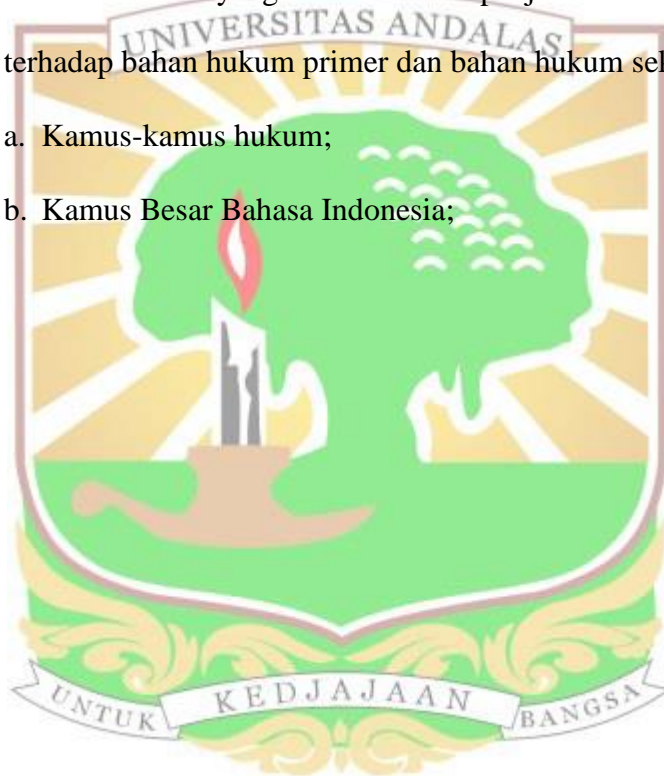 UNIVERSITAS ANDALAS
terhadap bahan hukum primer dan bahan hukum
a. Kamus-kamus hukum;
b. Kamus Besar Bahasa Indonesia;
UNTUK KEDJAJAAN BANGSA